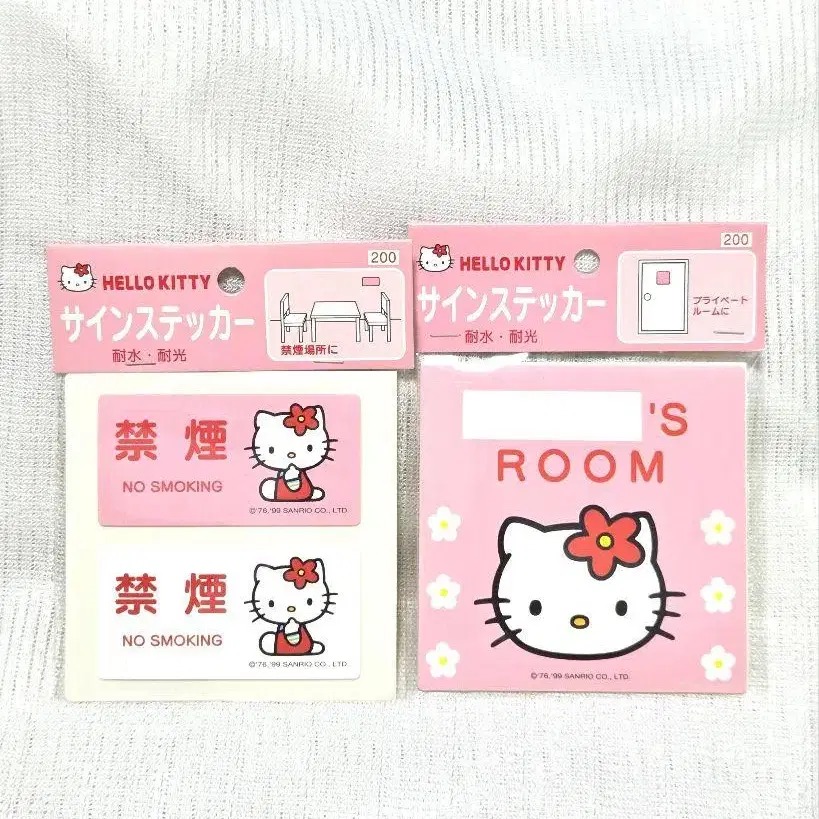 200
HELLO KITTY
サインステッカー
耐水・耐光
禁煙場所に
禁煙
NO SMOKING
©'76,'99 SANRIO CO., LTD.
禁煙
NO SMOKING
©'76,'99 SANRIO CO., LTD.
200
HELLO KITTY
サインステッカー
耐水・耐光
プライベート
ルームに
'S
ROOM
©'76,'99 SANRIO CO., LTD.